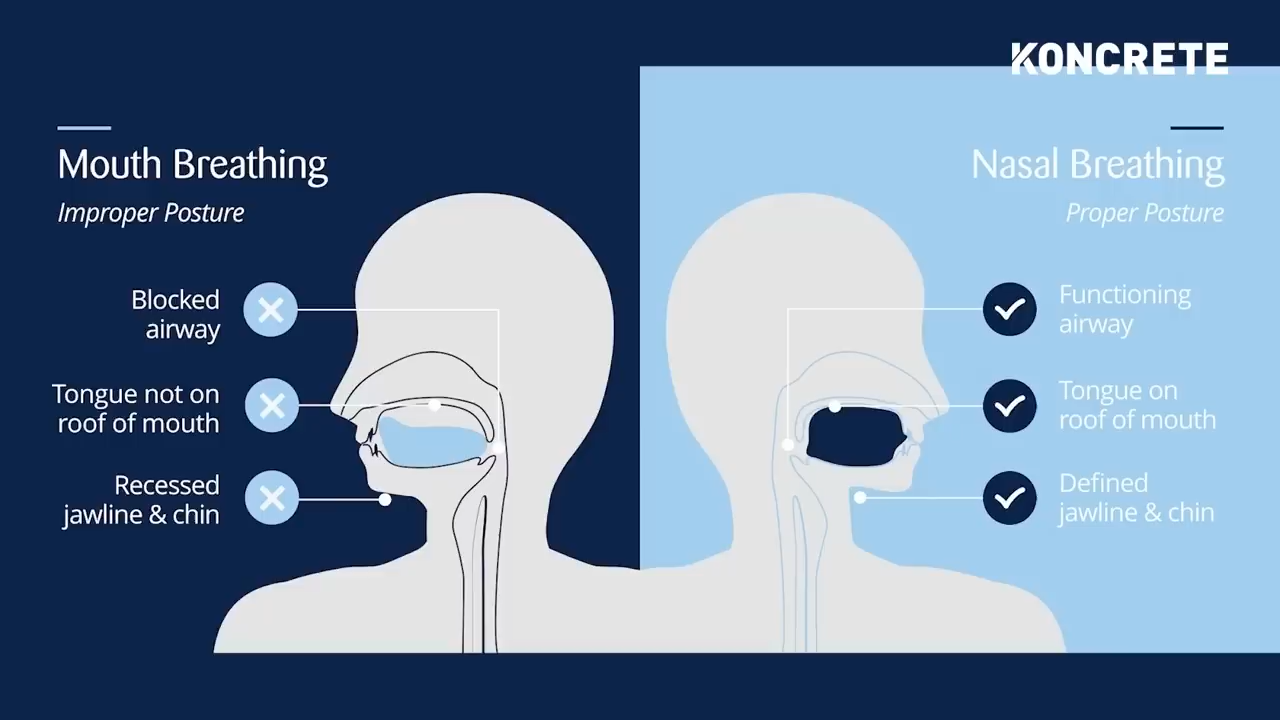 KONCRETE
Mouth Breathing
Improper Posture
Blocked
airway
Tongue not on
roof of mouth
Recessed
jawline & chin
Nasal Breathing
Proper Posture
Functioning
airway
Tongue on
roof of mouth
Defined
jawline & chin